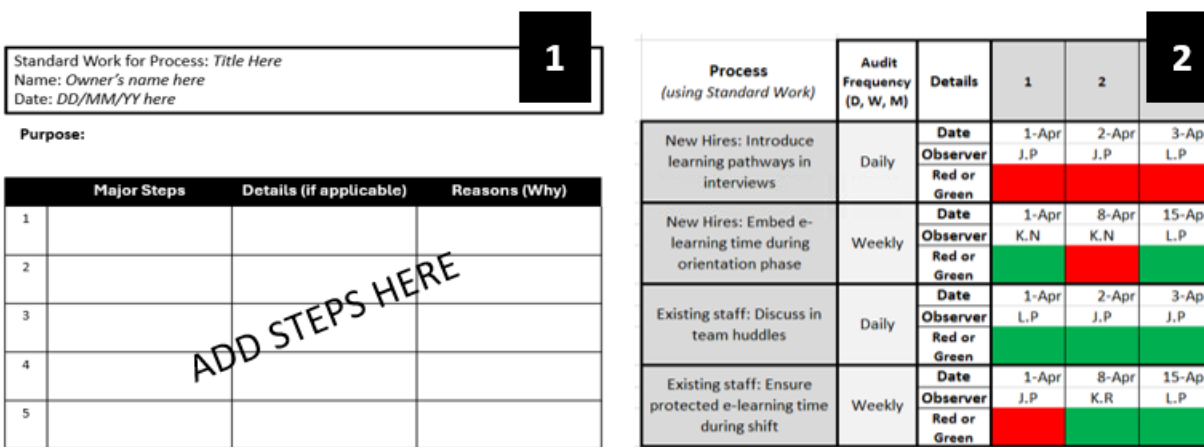 1
Standard Work for Process: Title Here
Name: Owner's name here
Date: DD/MM/YY here
Purpose:
Major Steps Details (if applicable) Reasons (Why)
1
2
3
4
5
ADD STEPS HERE
2
Process
(using Standard Work)
Audit
Frequency
(D, W, M)
Details
1 2
New Hires: Introduce
learning pathways in
interviews
Daily
Date 1-Apr 2-Apr 3-Ap
Observer J.P J.P L.P
Red or
Green
New Hires: Embed e-
learning time during
orientation phase
Weekly
Date 1-Apr 8-Apr 15-Ap
Observer K.N K.N L.P
Red or
Green
Existing staff: Discuss in
team huddles
Daily
Date 1-Apr 2-Apr 3-Ap
Observer L.P J.P J.P
Red or
Green
Existing staff: Ensure
protected e-learning time
during shift
Weekly
Date 1-Apr 8-Apr 15-Ap
Observer J.P K.R L.P
Red or
Green